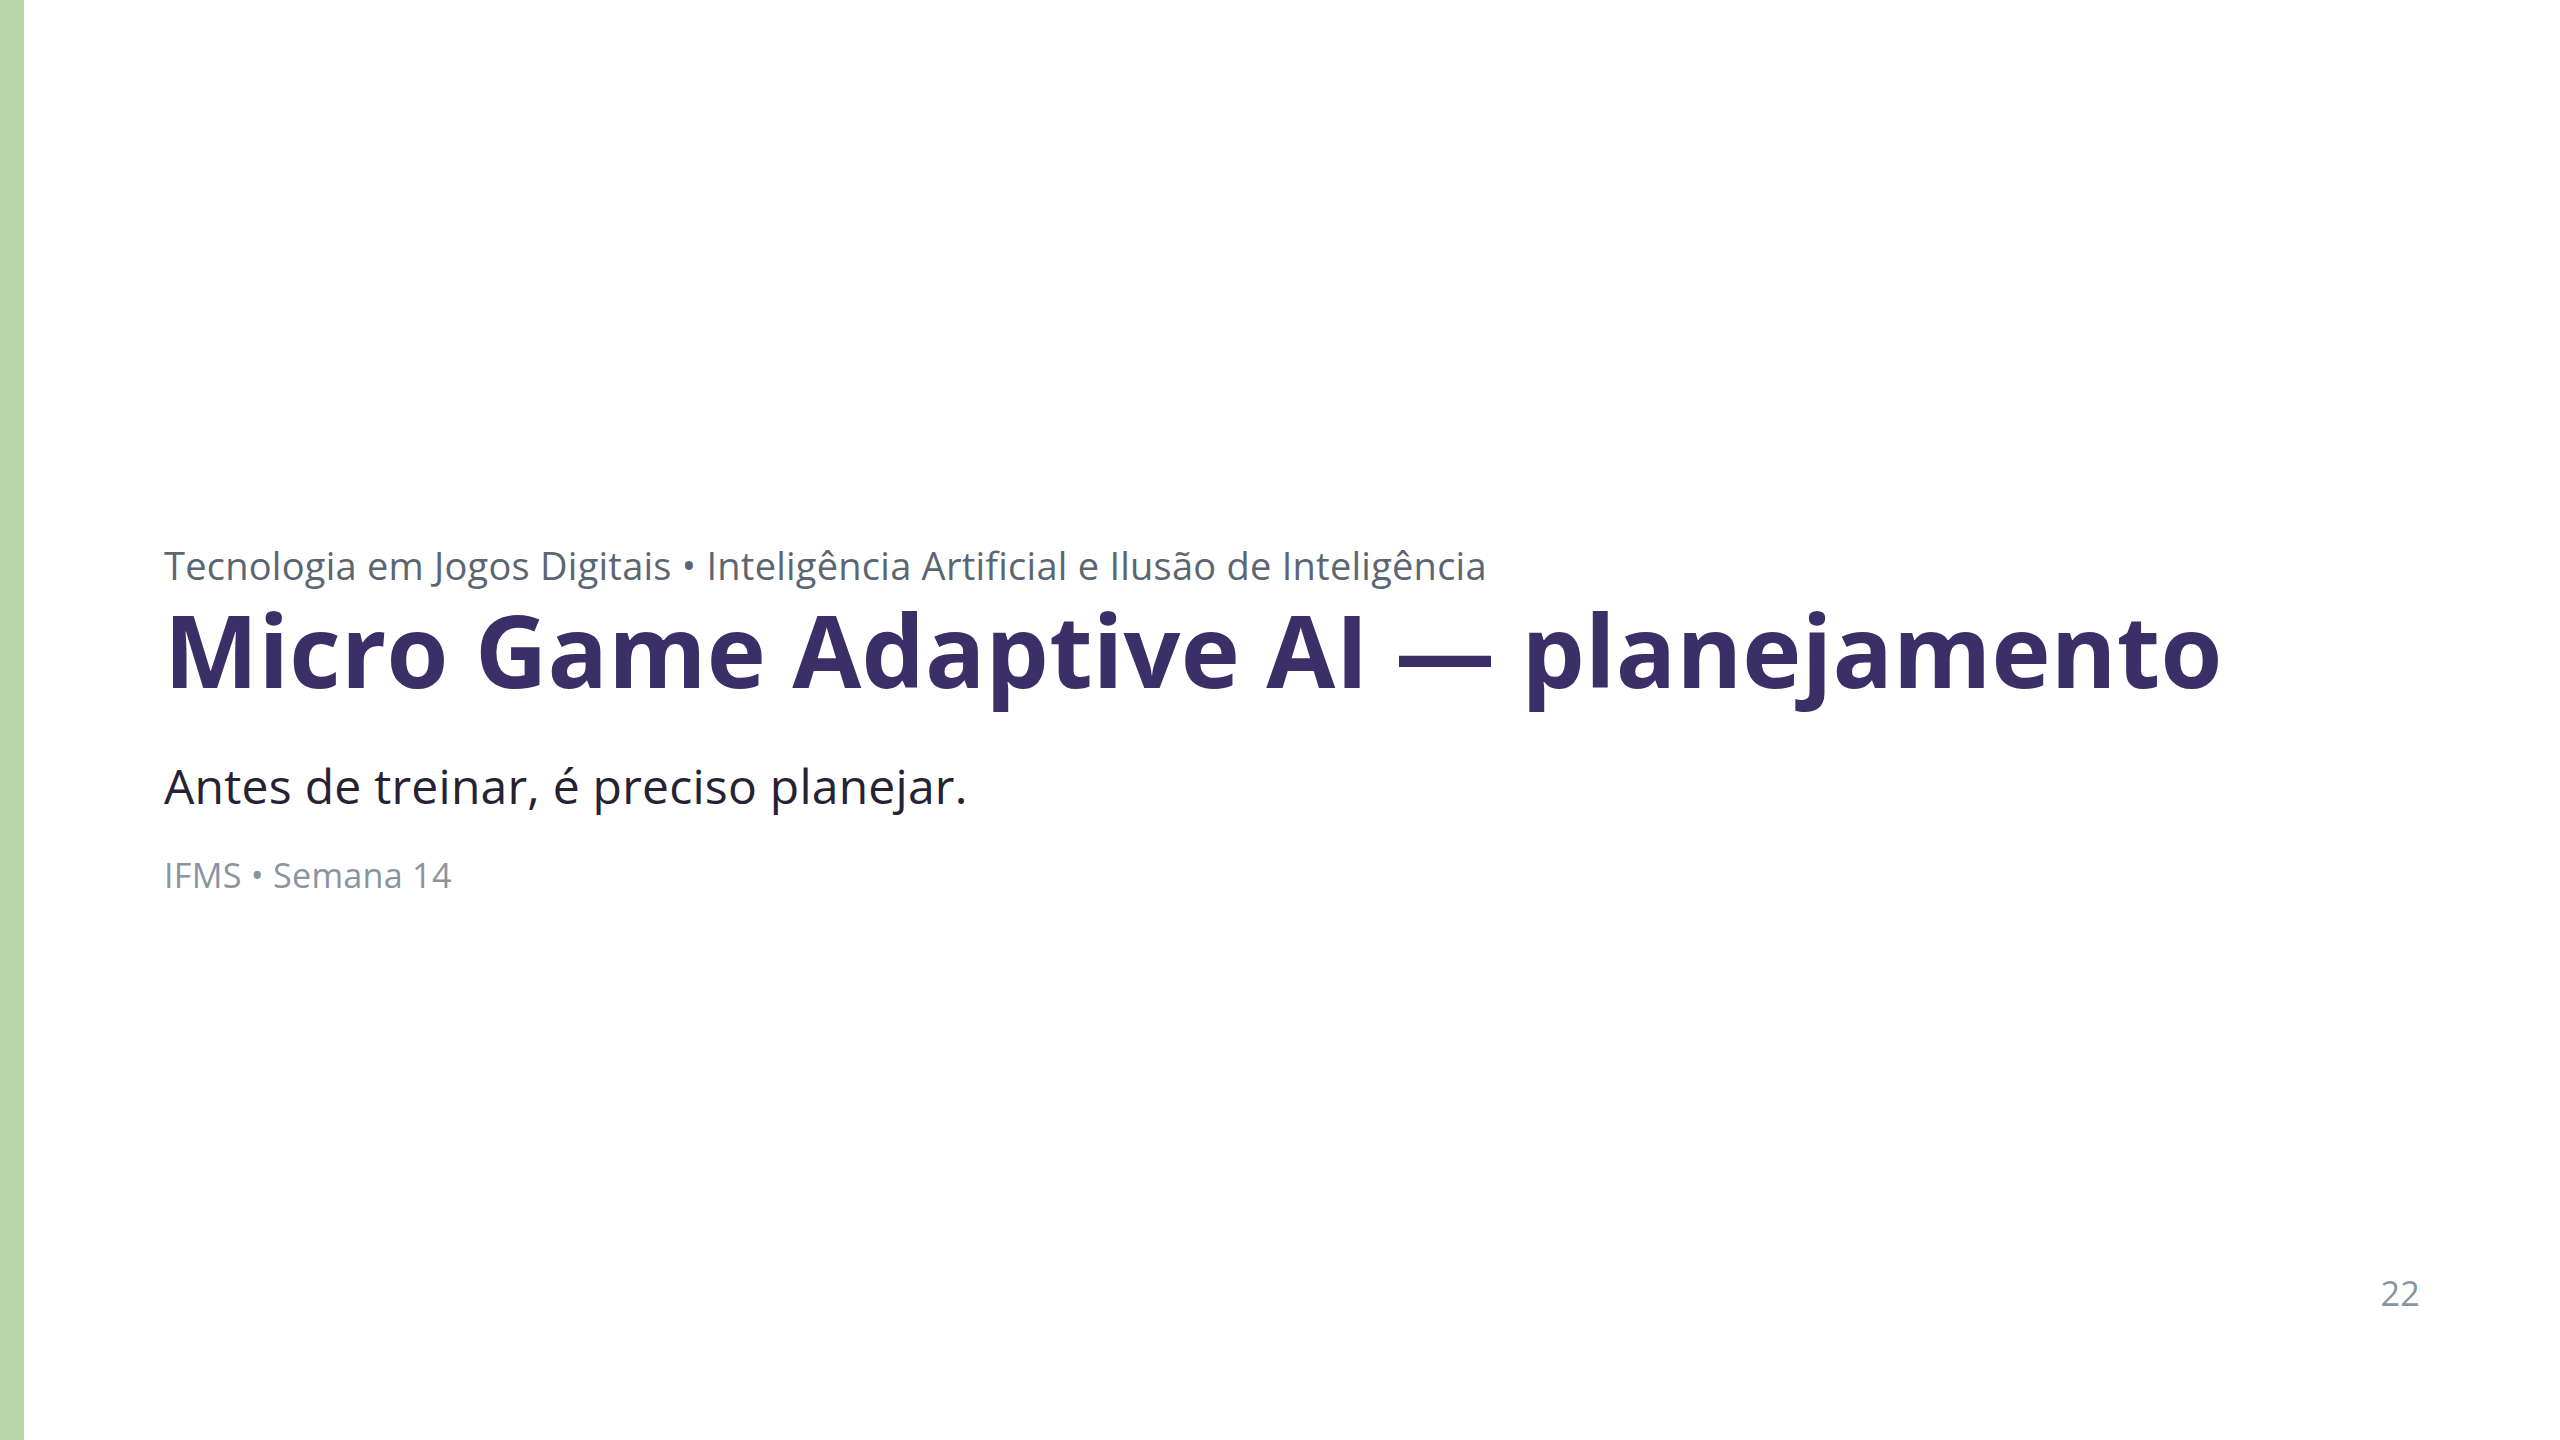 Tecnologia em Jogos Digitais • Inteligência Artificial e Ilusão de Inteligência
Micro Game Adaptive AI — planejamento
Antes de treinar, é preciso planejar.
IFMS • Semana 14
22